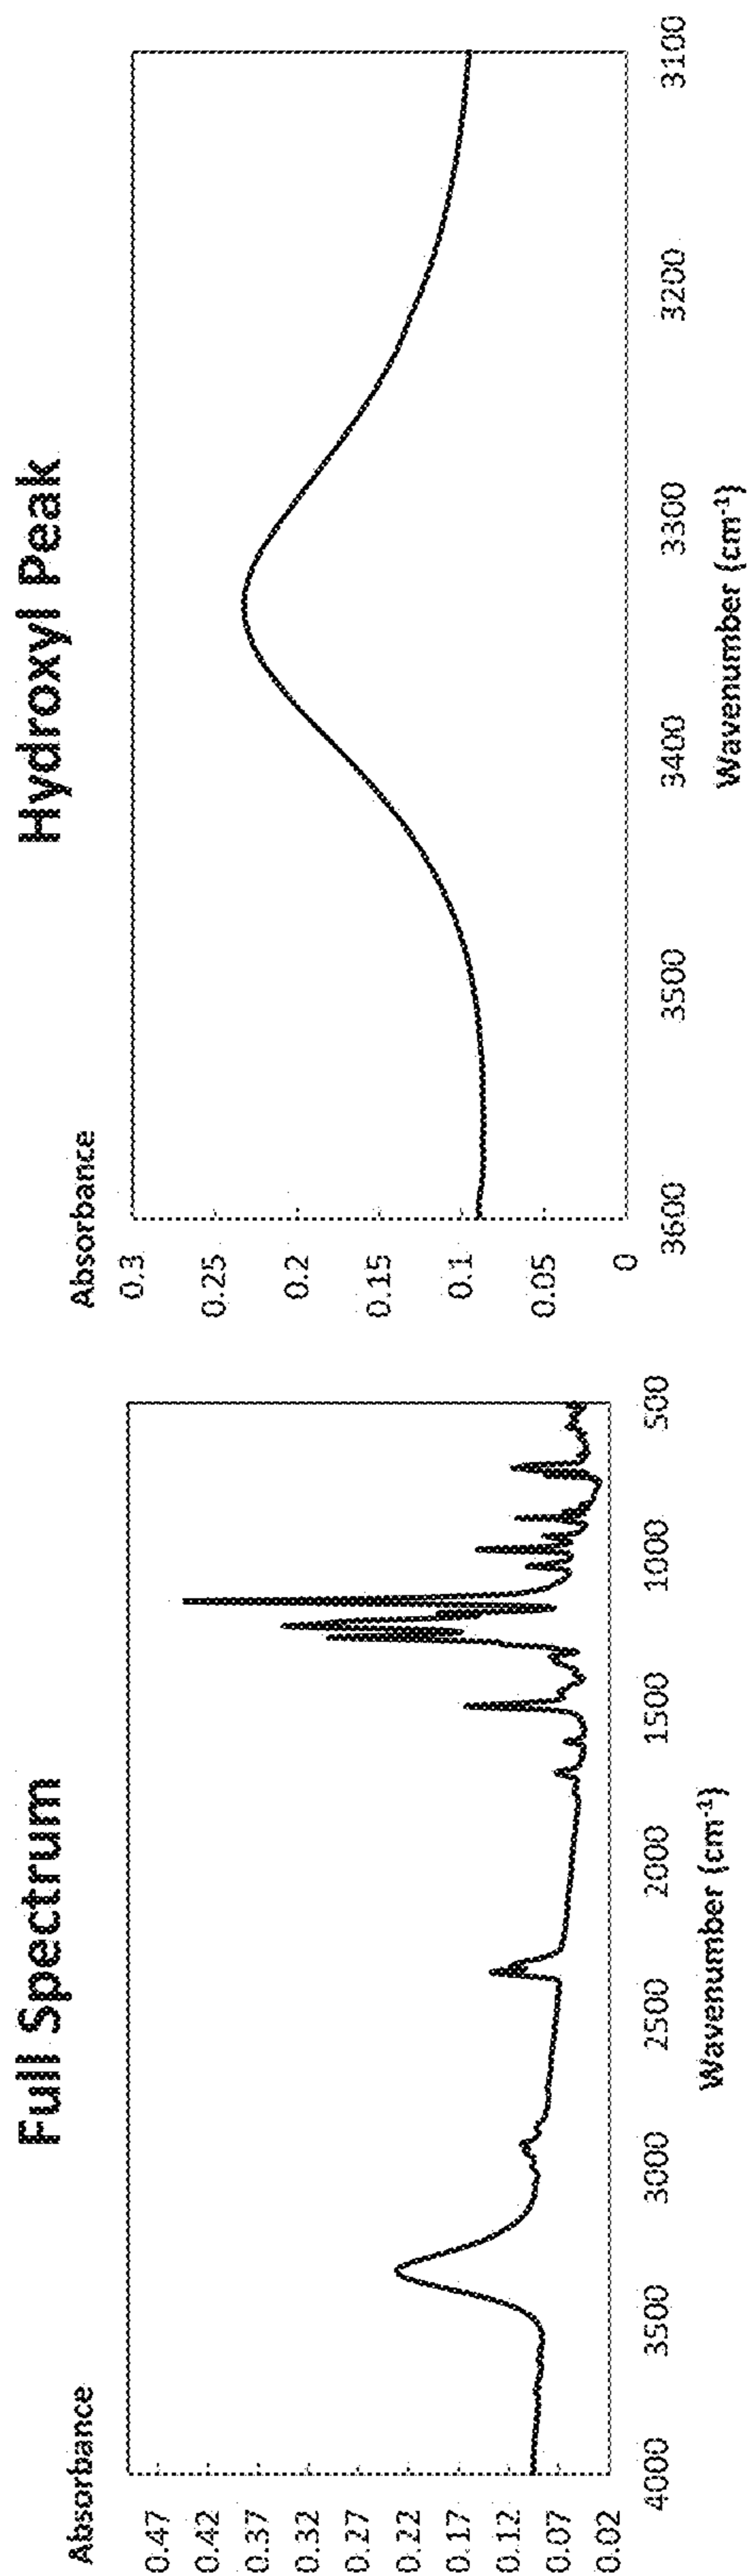 Full Spectrum
Absorbance
0.47
0.42
0.37
0.32
0.27
0.22
0.17
0.12
0.07
0.02
4000 3500 3000 2500 2000 1500 1000 500
Wavenumber (cm-1)
Hydroxyl Peak
Absorbance
0.3
0.25
0.2
0.15
0.1
0.05
0
3600 3500 3400 3300 3200 3100
Wavenumber (cm-1)